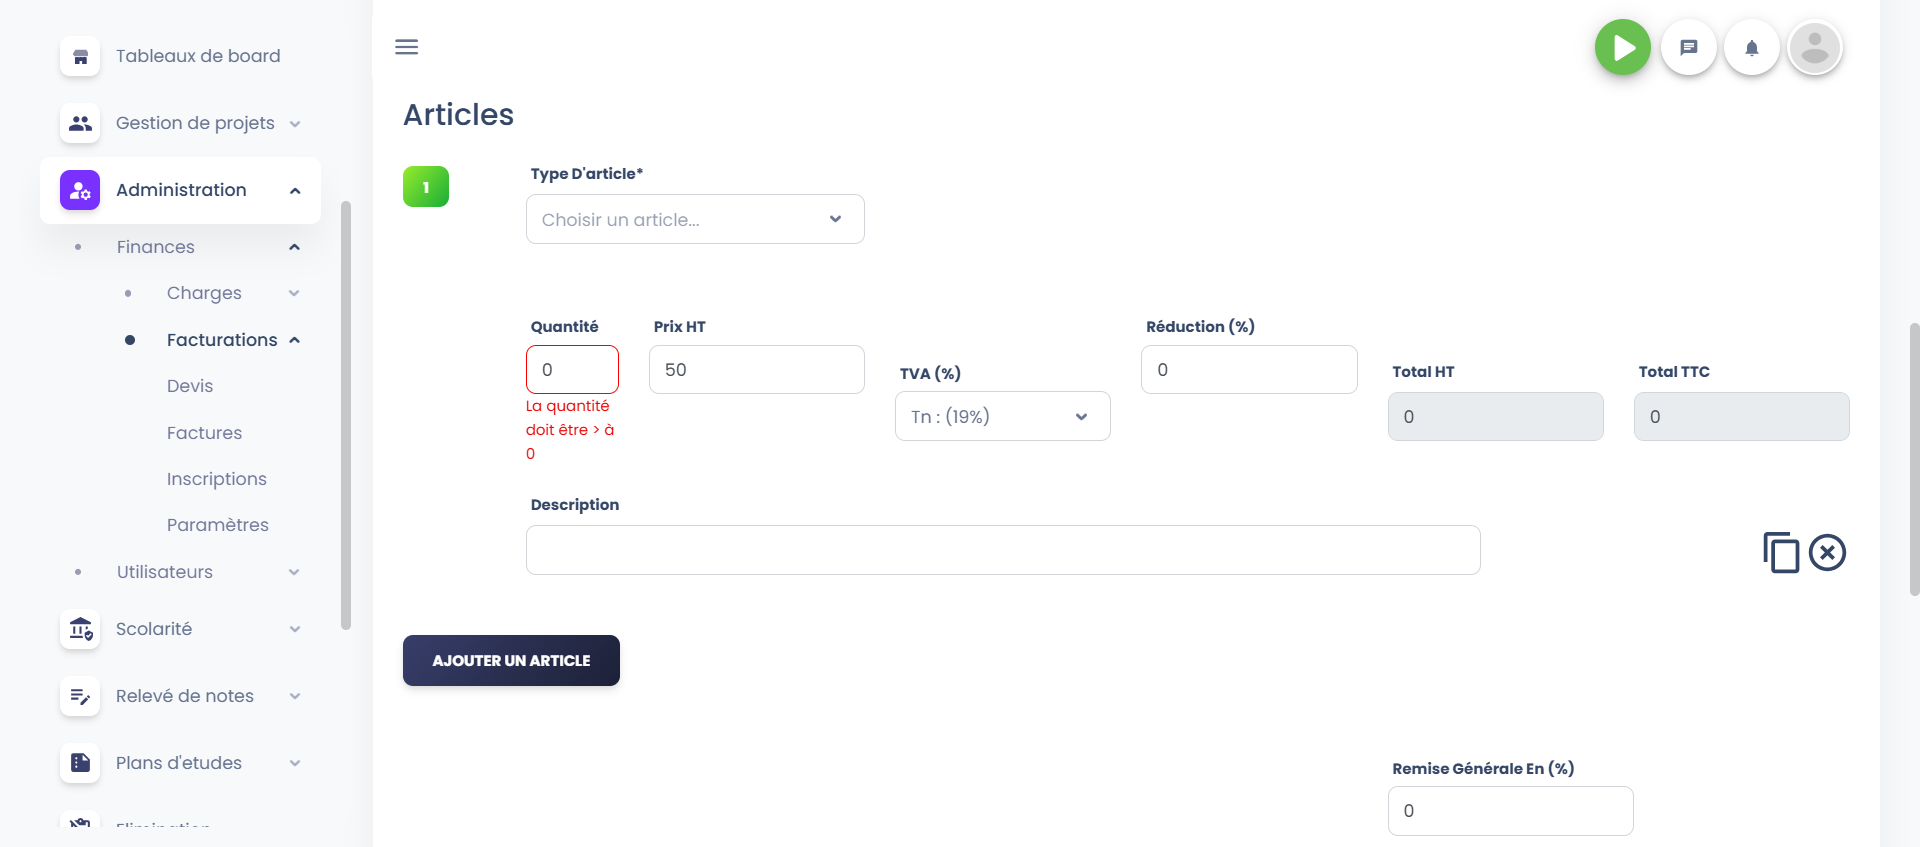 Tableaux de board
Gestion de projets
Administration
Finances
Charges
Facturations
Devis
Factures
Inscriptions
Paramètres
Utilisateurs
Scolarité
Relevé de notes
Plans d'etudes
Elimination
Articles
1
Type D'article*
Choisir un article...
Quantité
0
La quantité
doit être > à
0
Prix HT
50
TVA (%)
Tn : (19%)
Réduction (%)
0
Total HT
0
Total TTC
0
Description
AJOUTER UN ARTICLE
Remise Générale En (%)
0